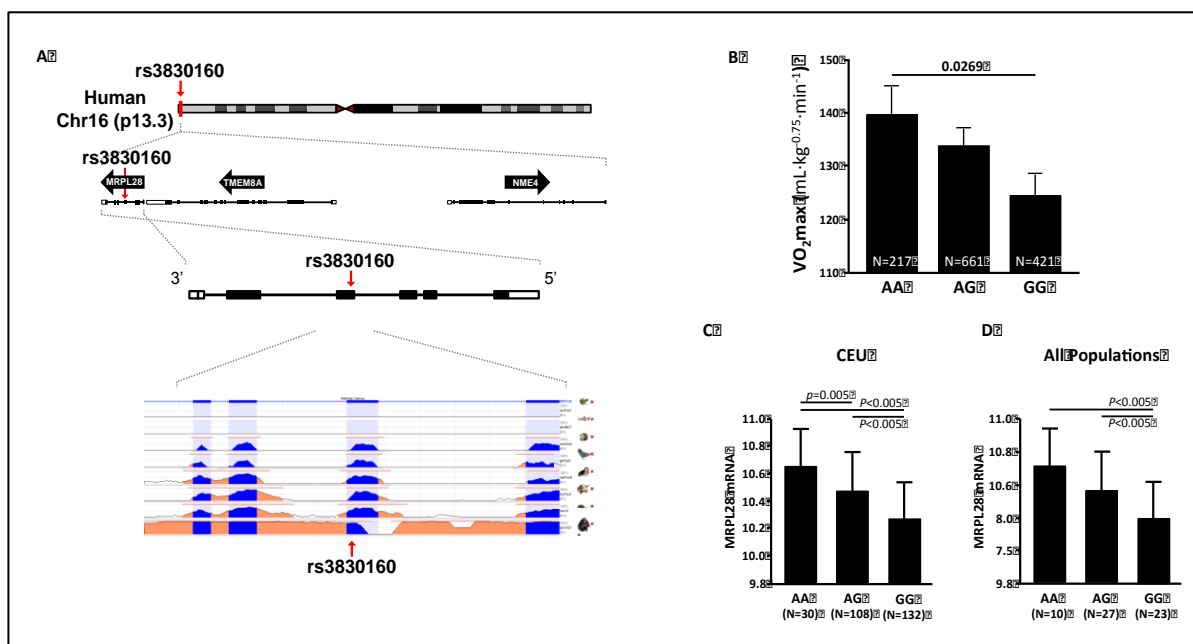 A
rs3830160
Human
Chr16 (p13.3)
rs3830160
MRPL28
TMEM8A
NME4
rs3830160
3’
5’
rs3830160
B
0.0269
VO2max (mL·kg-0.75·min-1)
150
140
130
120
110
N=217
N=661
N=421
AA
AG
GG
C
CEU
p=0.005
P<0.005
P<0.005
MRPL28 mRNA
11.0
10.8
10.6
10.4
10.2
10.0
9.8
AA
AG
GG
(N=30)
(N=108)
(N=132)
D
All Populations
P<0.005
P<0.005
MRPL28 mRNA
11.0
10.8
10.6
8.0
7.5
9.8
AA
AG
GG
(N=10)
(N=27)
(N=23)